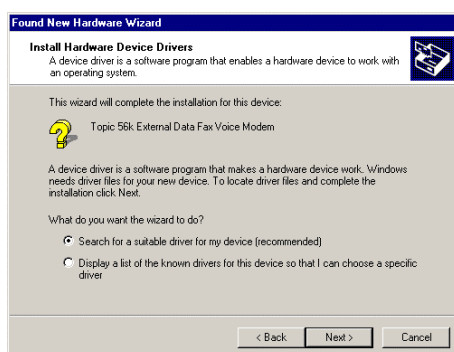 Found New Hardware Wizard
Install Hardware Device Drivers
A device driver is a software program that enables a hardware device to work with
an operating system.
This wizard will complete the installation for this device:
Topic 56k External Data Fax Voice Modem
A device driver is a software program that makes a hardware device work. Windows
needs driver files for your new device. To locate driver files and complete the
installation click Next.
What do you want the wizard to do?
Search for a suitable driver for my device (recommended)
Display a list of the known drivers for this device so that I can choose a specific
driver
< Back Next > Cancel